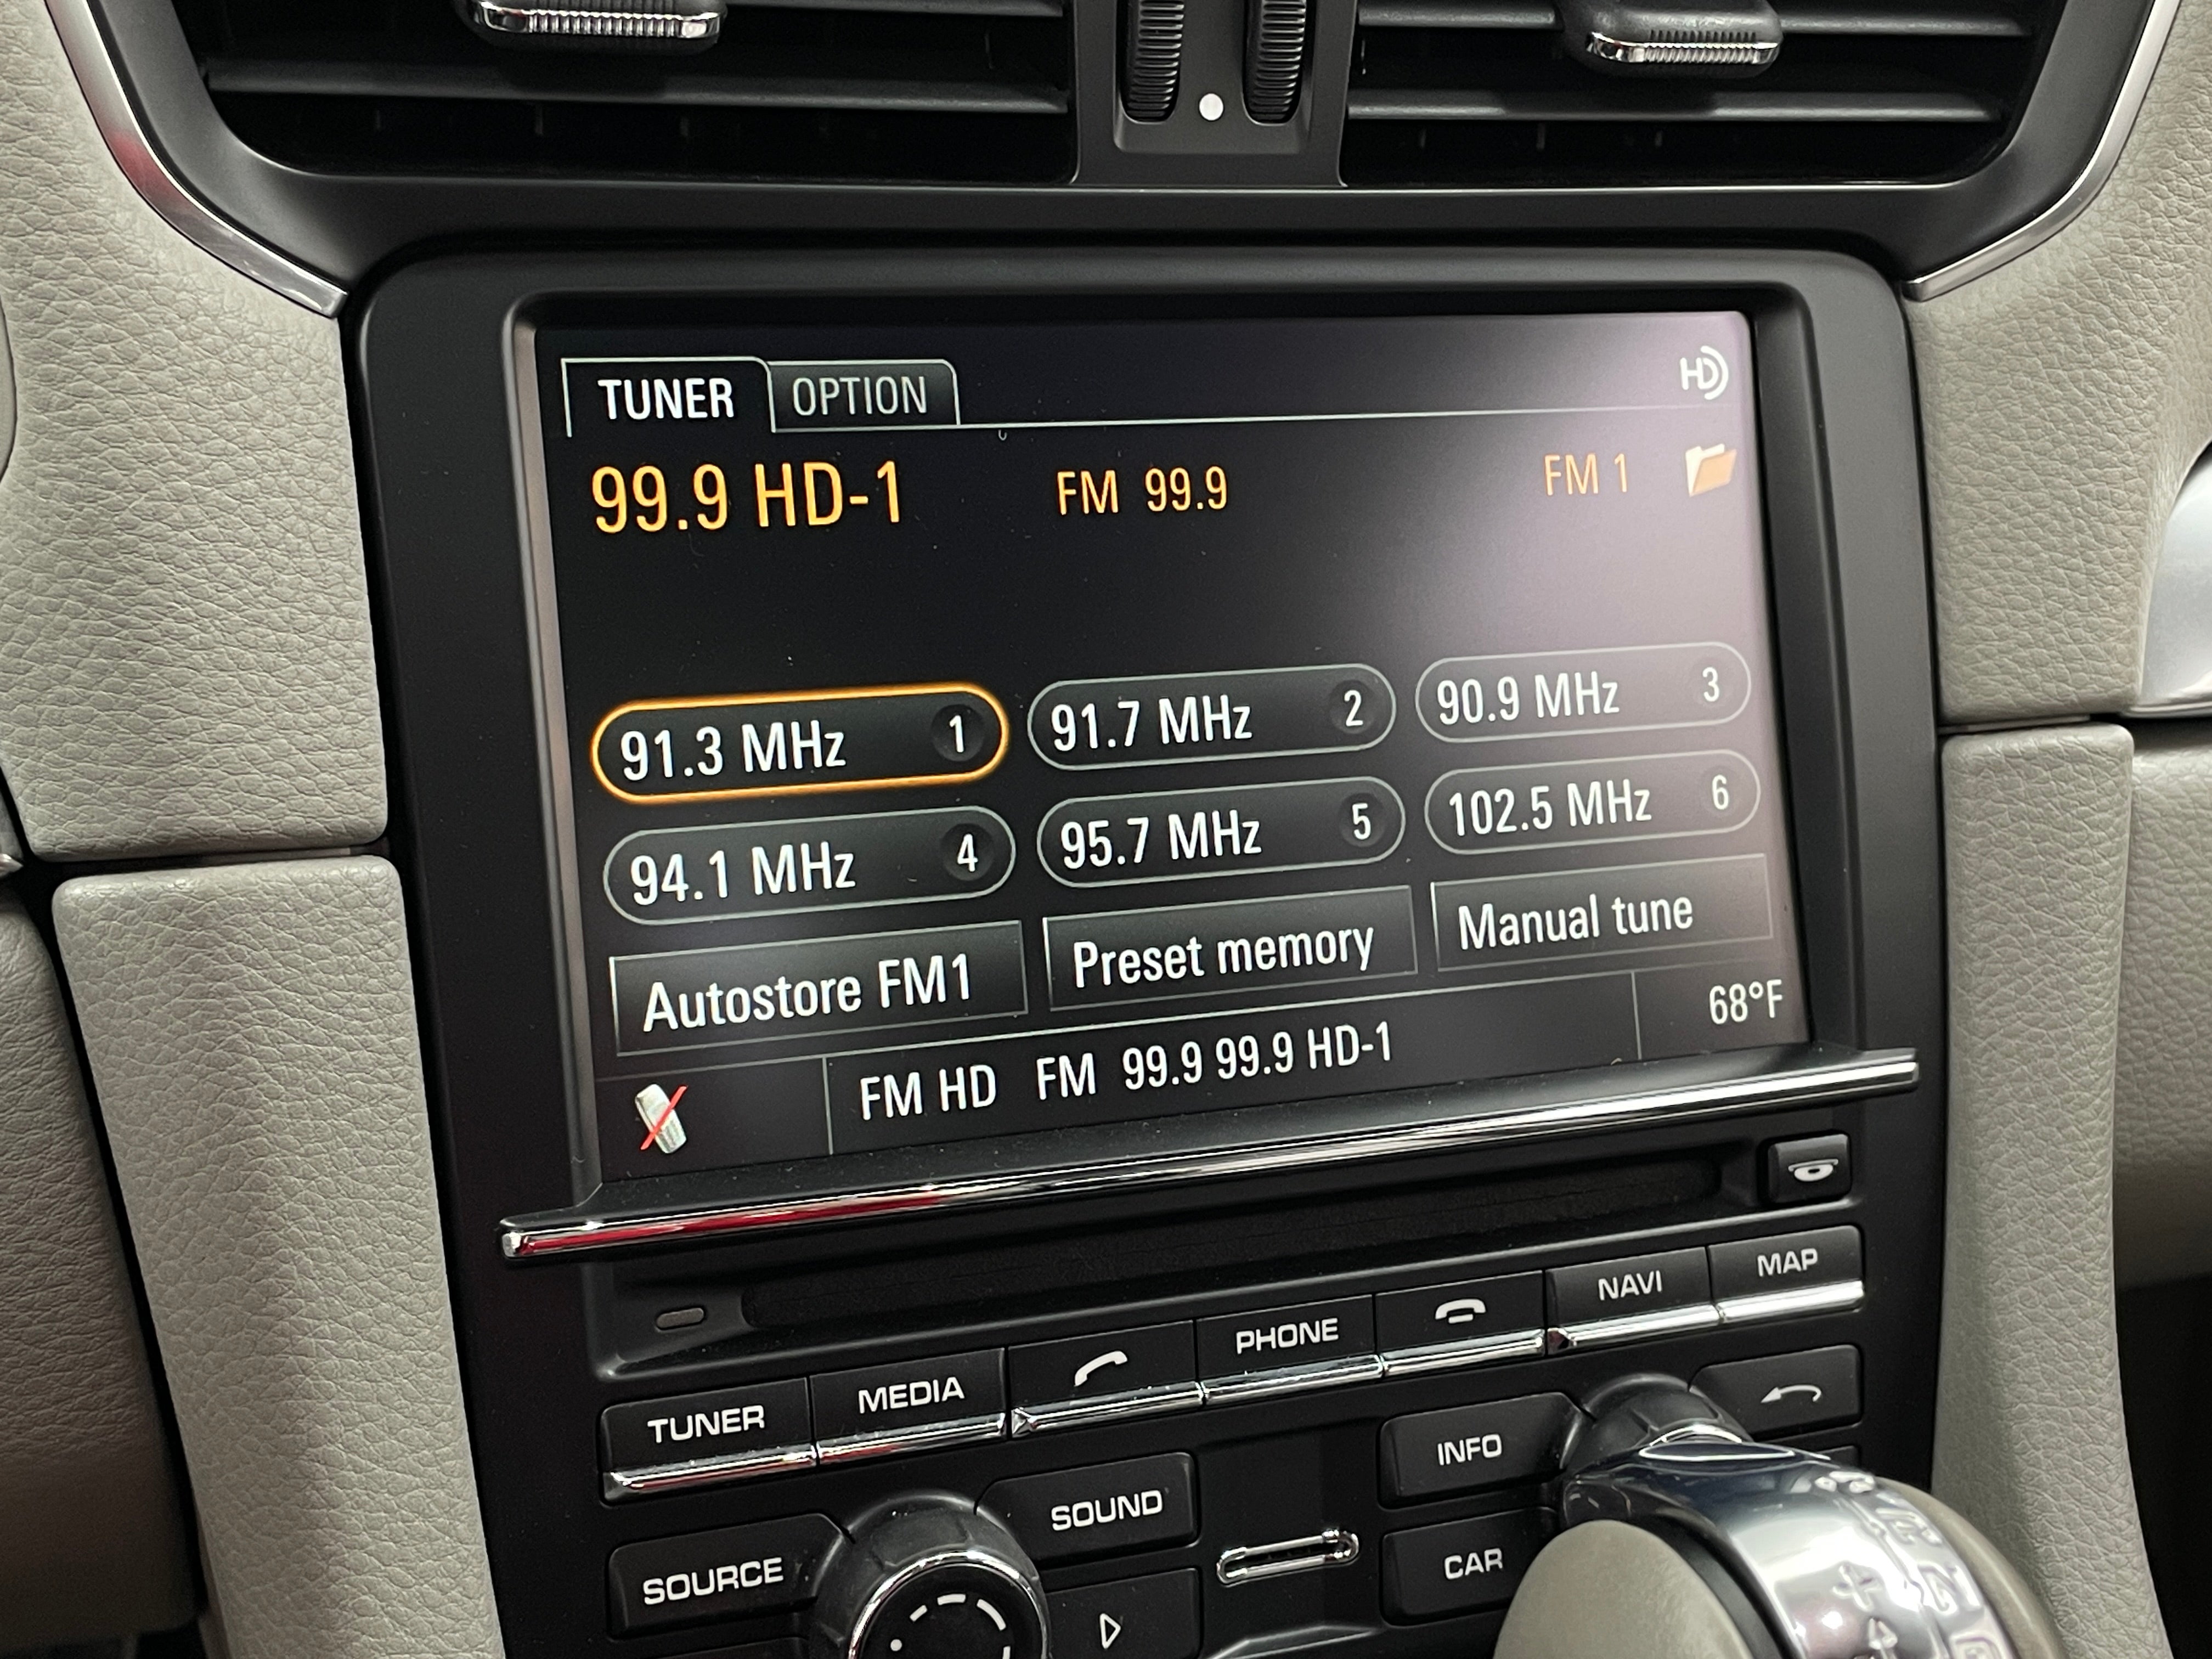 TUNER OPTION HD
99.9 HD-1 FM 99.9 FM 1
91.3 MHz 1 91.7 MHz 2 90.9 MHz 3
94.1 MHz 4 95.7 MHz 5 102.5 MHz 6
Autostore FM1 Preset memory Manual tune
FM HD FM 99.9 99.9 HD-1 68°F
TUNER MEDIA PHONE NAVI MAP
SOURCE SOUND INFO
CAR